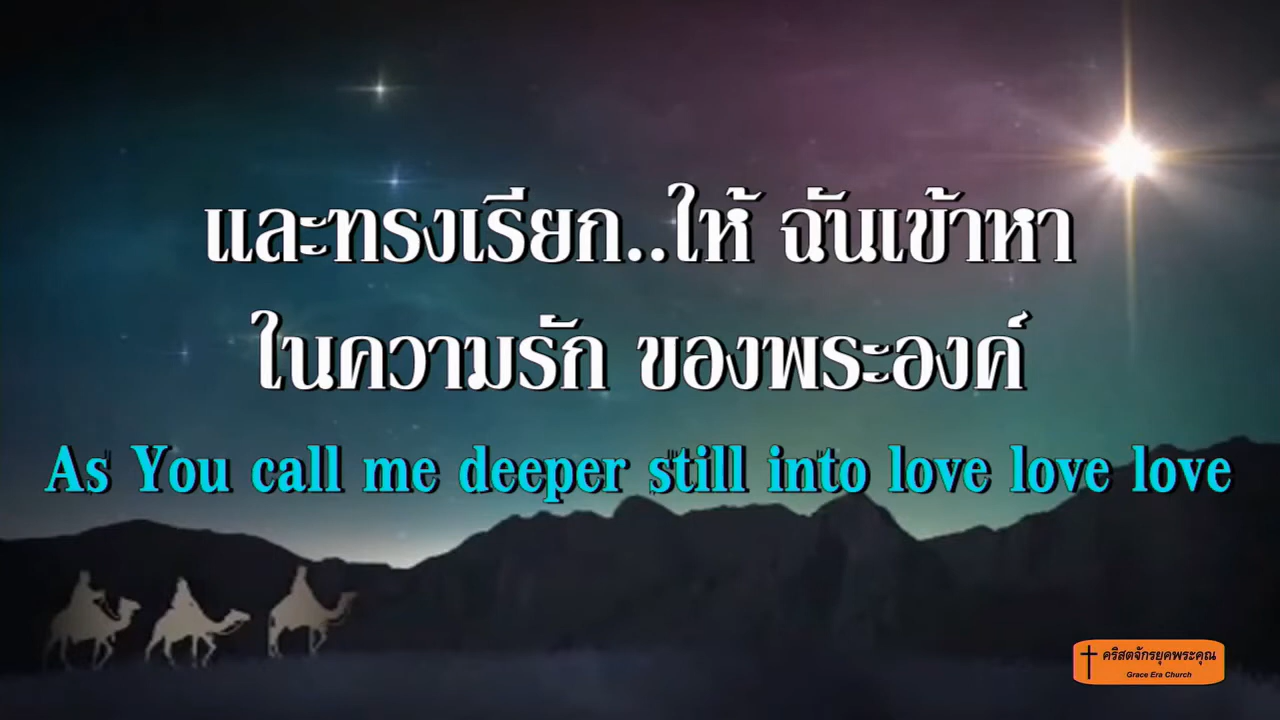 และทรงเรียก..ให้ ฉันเข้าหา
ในความรัก ของพระองค์
As You call me deeper still into love love love
คริสตจักรยุคพระคุณ
Grace Era Church